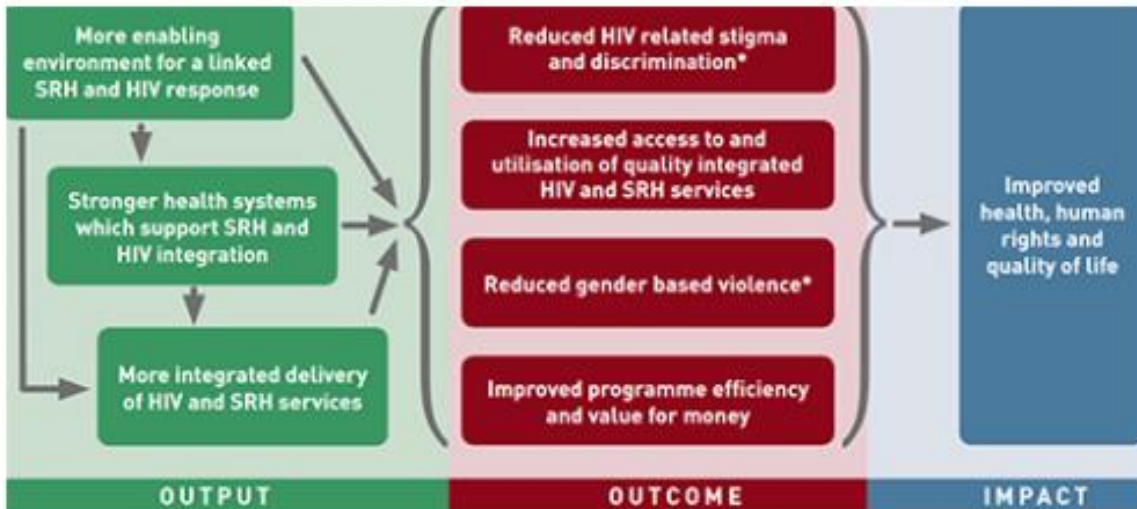 More enabling
environment for a linked
SRH and HIV response
Stronger health systems
which support SRH and
HIV integration
More integrated delivery
of HIV and SRH services
Reduced HIV related stigma
and discrimination*
Increased access to and
utilisation of quality integrated
HIV and SRH services
Reduced gender based violence*
Improved programme efficiency
and value for money
Improved
health, human
rights and
quality of life
OUTPUT
OUTCOME
IMPACT